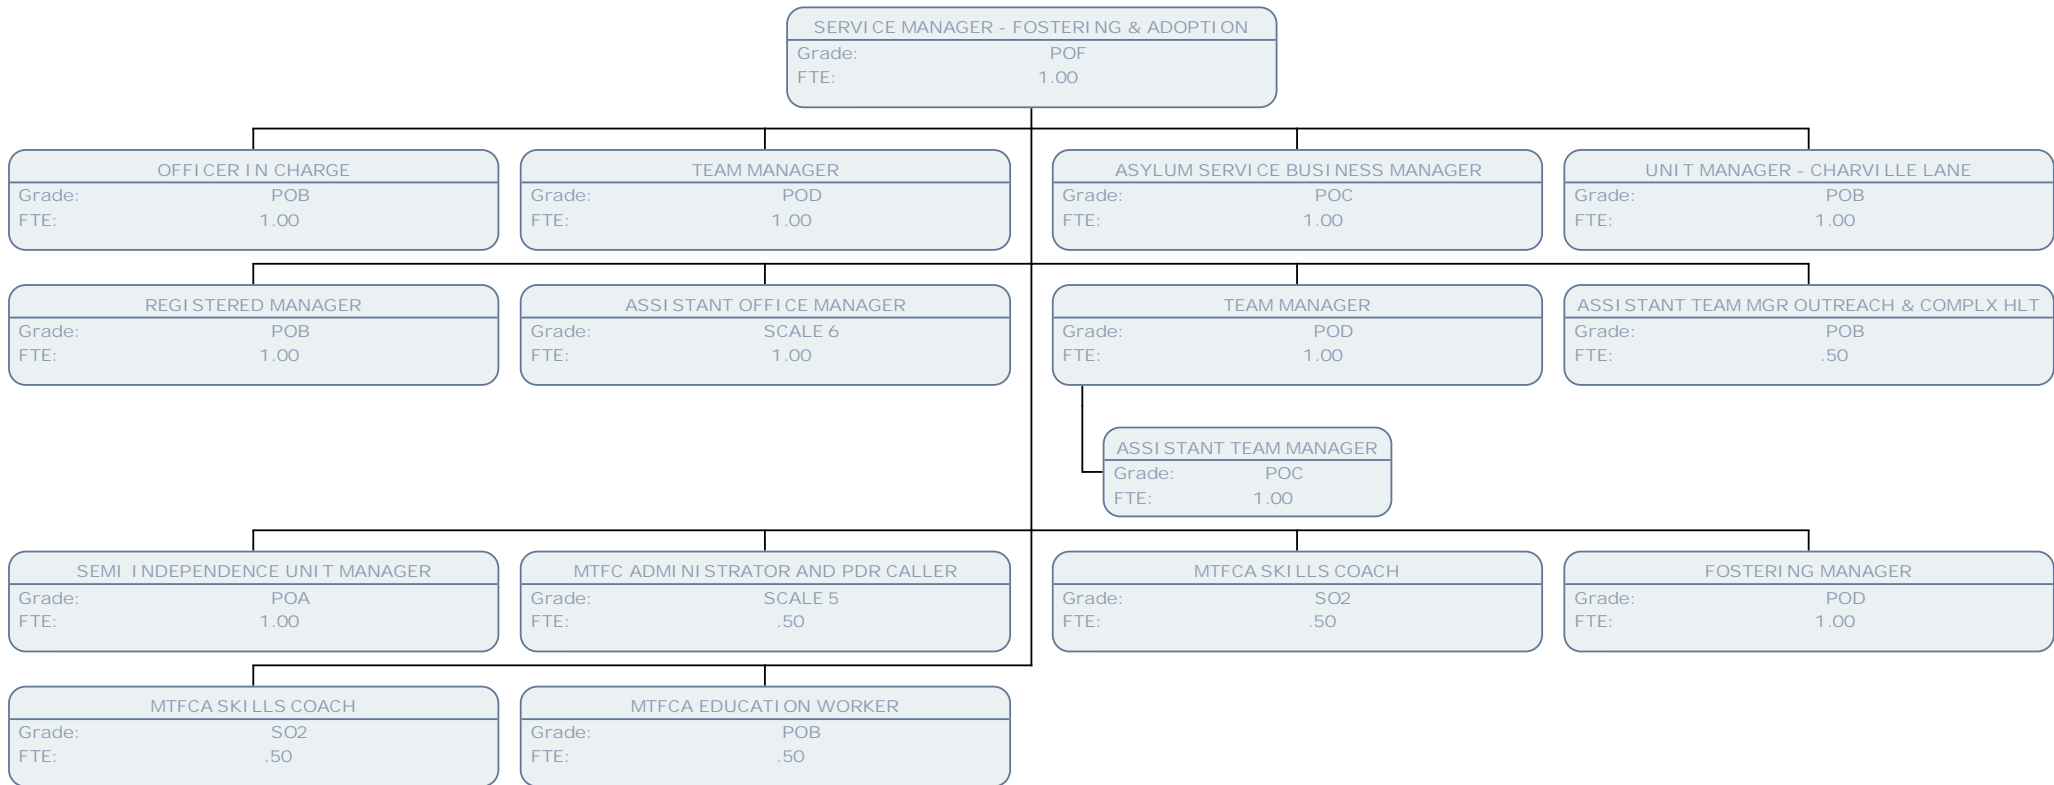 SERVICE MANAGER - FOSTERING & ADOPTION
Grade: POF
FTE: 1.00
OFFICER IN CHARGE
Grade: POB
FTE: 1.00
TEAM MANAGER
Grade: POD
FTE: 1.00
ASYLUM SERVICE BUSINESS MANAGER
Grade: POC
FTE: 1.00
UNIT MANAGER - CHARVILLE LANE
Grade: POB
FTE: 1.00
REGISTERED MANAGER
Grade: POB
FTE: 1.00
ASSISTANT OFFICE MANAGER
Grade: SCALE 6
FTE: 1.00
TEAM MANAGER
Grade: POD
FTE: 1.00
ASSISTANT TEAM MGR OUTREACH & COMPLX HLT
Grade: POB
FTE: .50
ASSISTANT TEAM MANAGER
Grade: POC
FTE: 1.00
SEMI INDEPENDENCE UNIT MANAGER
Grade: POA
FTE: 1.00
MTFC ADMINISTRATOR AND PDR CALLER
Grade: SCALE 5
FTE: .50
MTFCA SKILLS COACH
Grade: SO2
FTE: .50
FOSTERING MANAGER
Grade: POD
FTE: 1.00
MTFCA SKILLS COACH
Grade: SO2
FTE: .50
MTFCA EDUCATION WORKER
Grade: POB
FTE: .50